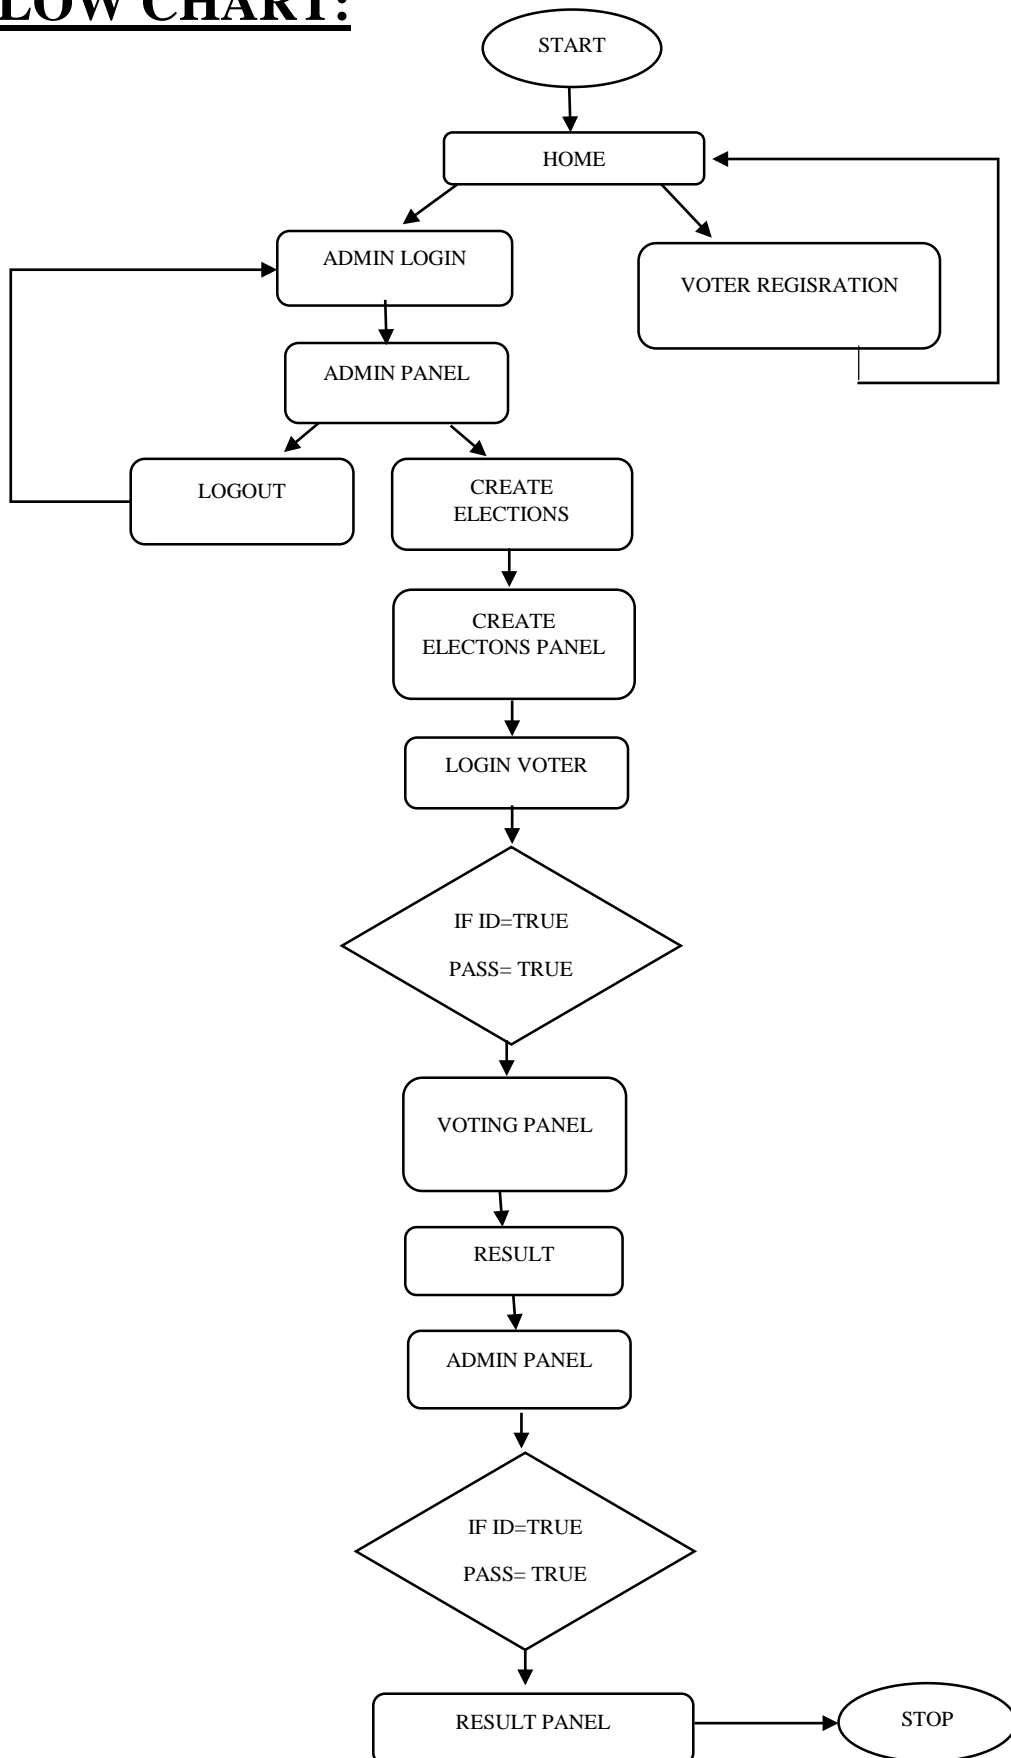 LOW CHART:
START
HOME
ADMIN LOGIN
VOTER REGISRATION
ADMIN PANEL
LOGOUT
CREATE
ELECTIONS
CREATE
ELECTONS PANEL
LOGIN VOTER
IF ID=TRUE
PASS= TRUE
VOTING PANEL
RESULT
ADMIN PANEL
IF ID=TRUE
PASS= TRUE
RESULT PANEL
STOP